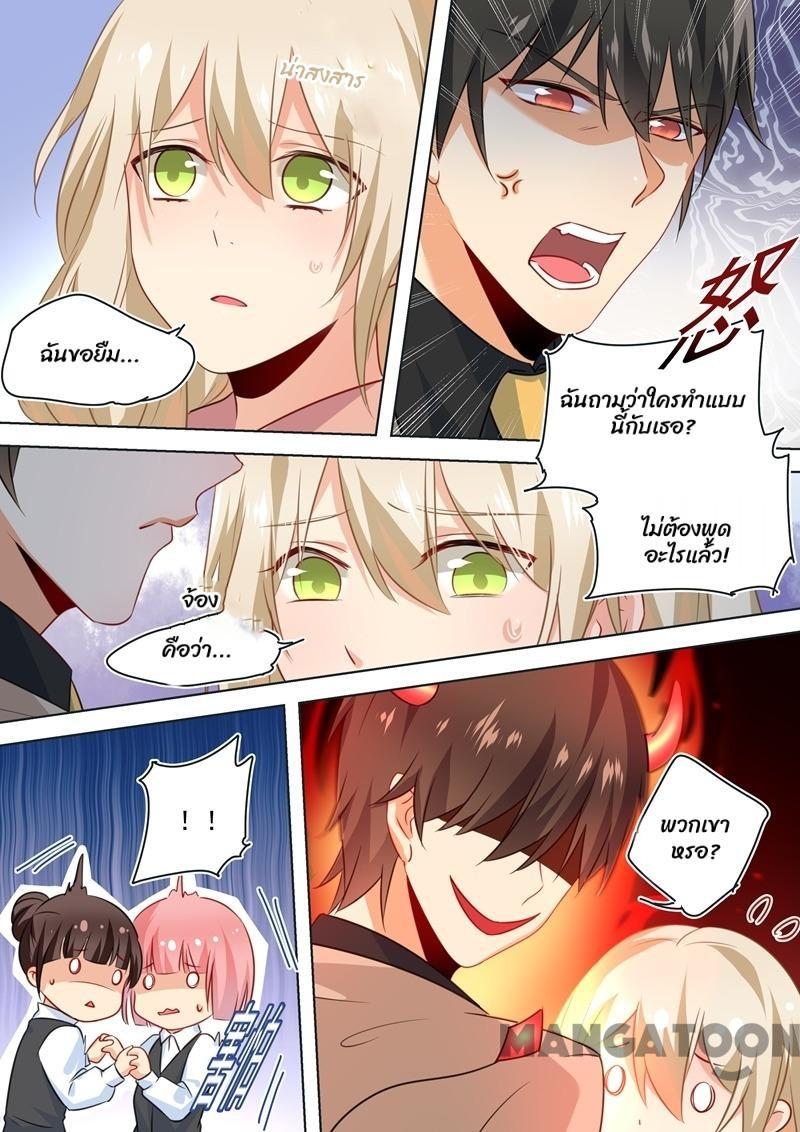 น่าสงสาร
ฉันขอยืม...
怒
ฉันถามว่าใครทำแบบ
นี้กับเธอ?
ไม่ต้องพูด
อะไรแล้ว!
จ้อง
คือว่า...
！！
พวกเขา
หรอ?
害怕
MANGATOON